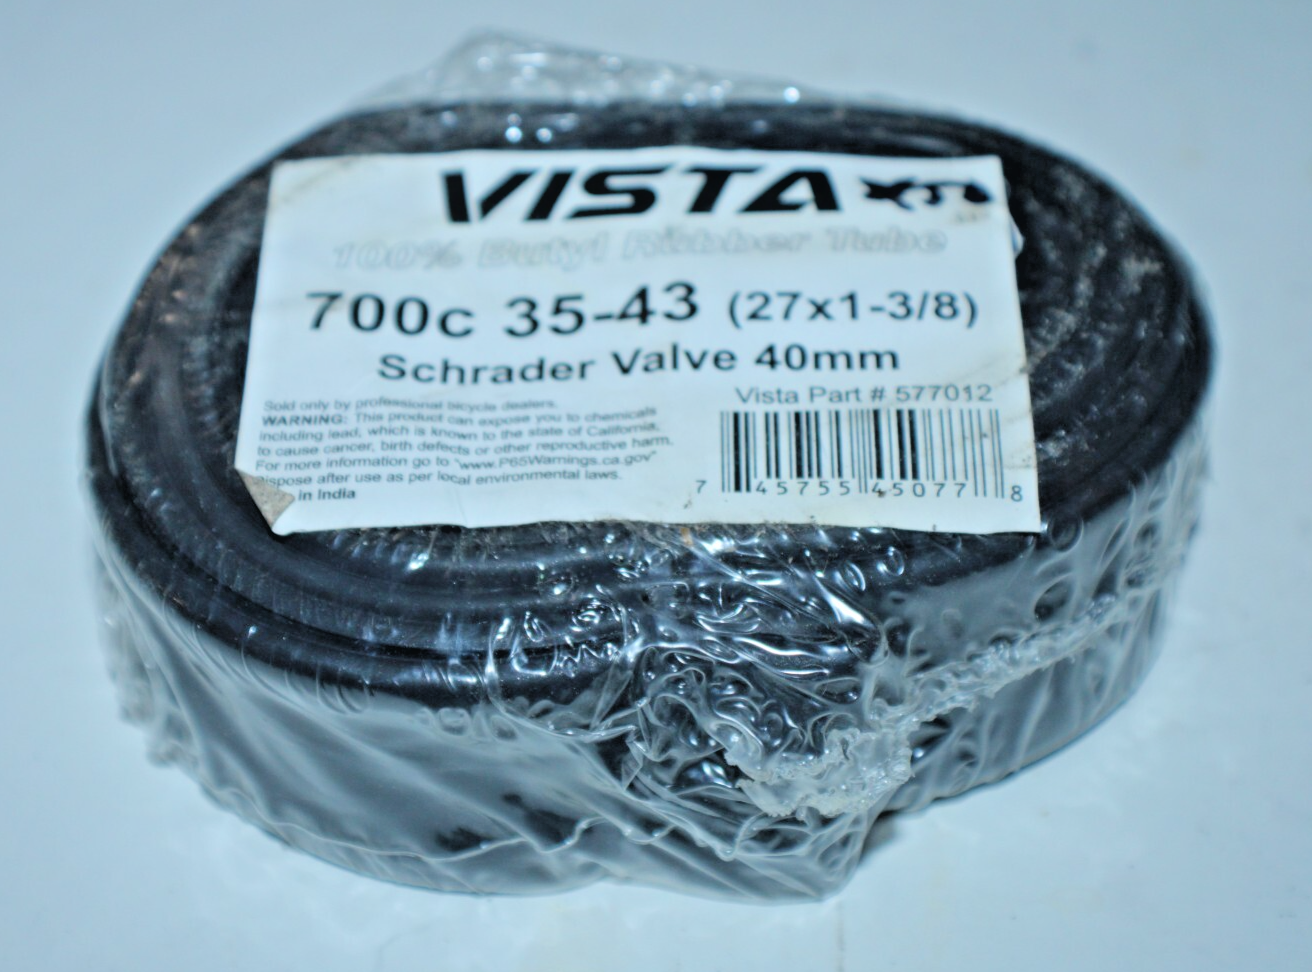 VISTA
100% Butyl Rubber Tube
700c 35-43 (27x1-3/8)
Schrader Valve 40mm
Vista Part # 577012
Sold only by professional bicycle dealers.
WARNING: This product can expose you to chemicals
including lead, which is known to the state of California,
to cause cancer, birth defects or other reproductive harm.
For more information go to "www.P65Warnings.ca.gov"
Dispose after use as per local environmental laws.
in India
7 45755 45077 8